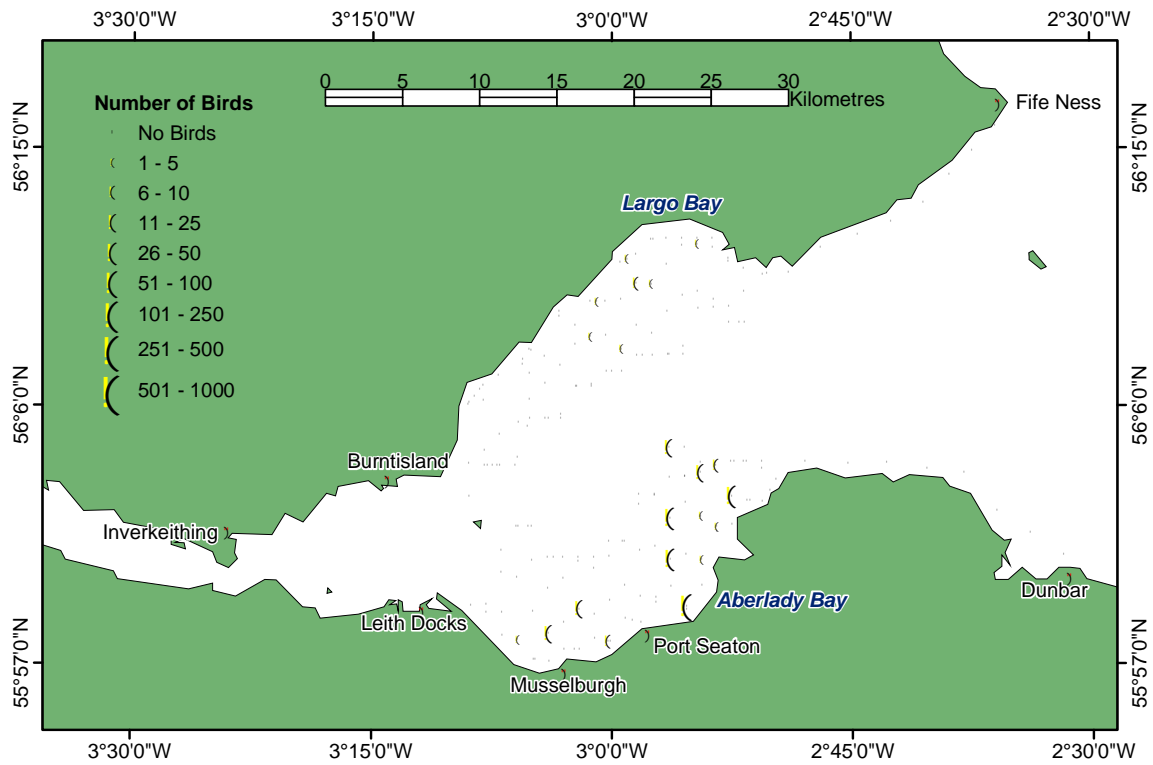 3°30'0"W 3°15'0"W 3°00'0"W 2°45'0"W 2°30'0"W
0 5 10 15 20 25 30
Kilometres
Number of Birds
No Birds
1 - 5
6 - 10
11 - 25
26 - 50
51 - 100
101 - 250
251 - 500
501 - 1000
Fife Ness
56°15'0"N 56°15'0"N
Largo Bay
56°6'0"N 56°6'0"N
Burntisland
Inverkeithing
Dunbar
Aberlady Bay
Leith Docks
Port Seaton
55°57'0"N 55°57'0"N
Musselburgh
3°30'0"W 3°15'0"W 3°00'0"W 2°45'0"W 2°30'0"W